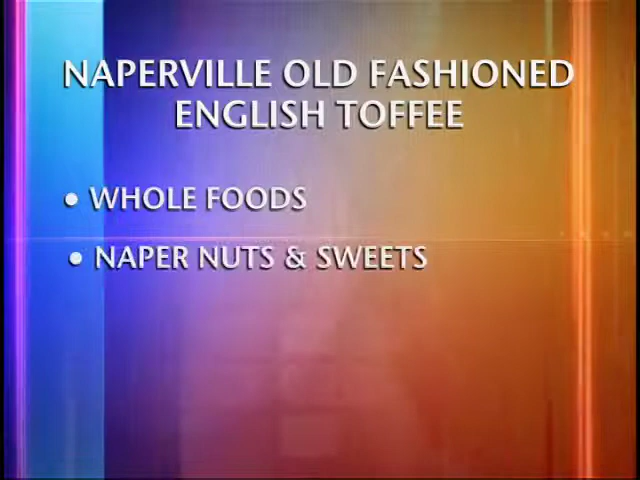 NAPERVILLE OLD FASHIONED
ENGLISH TOFFEE
• WHOLE FOODS
• NAPER NUTS & SWEETS